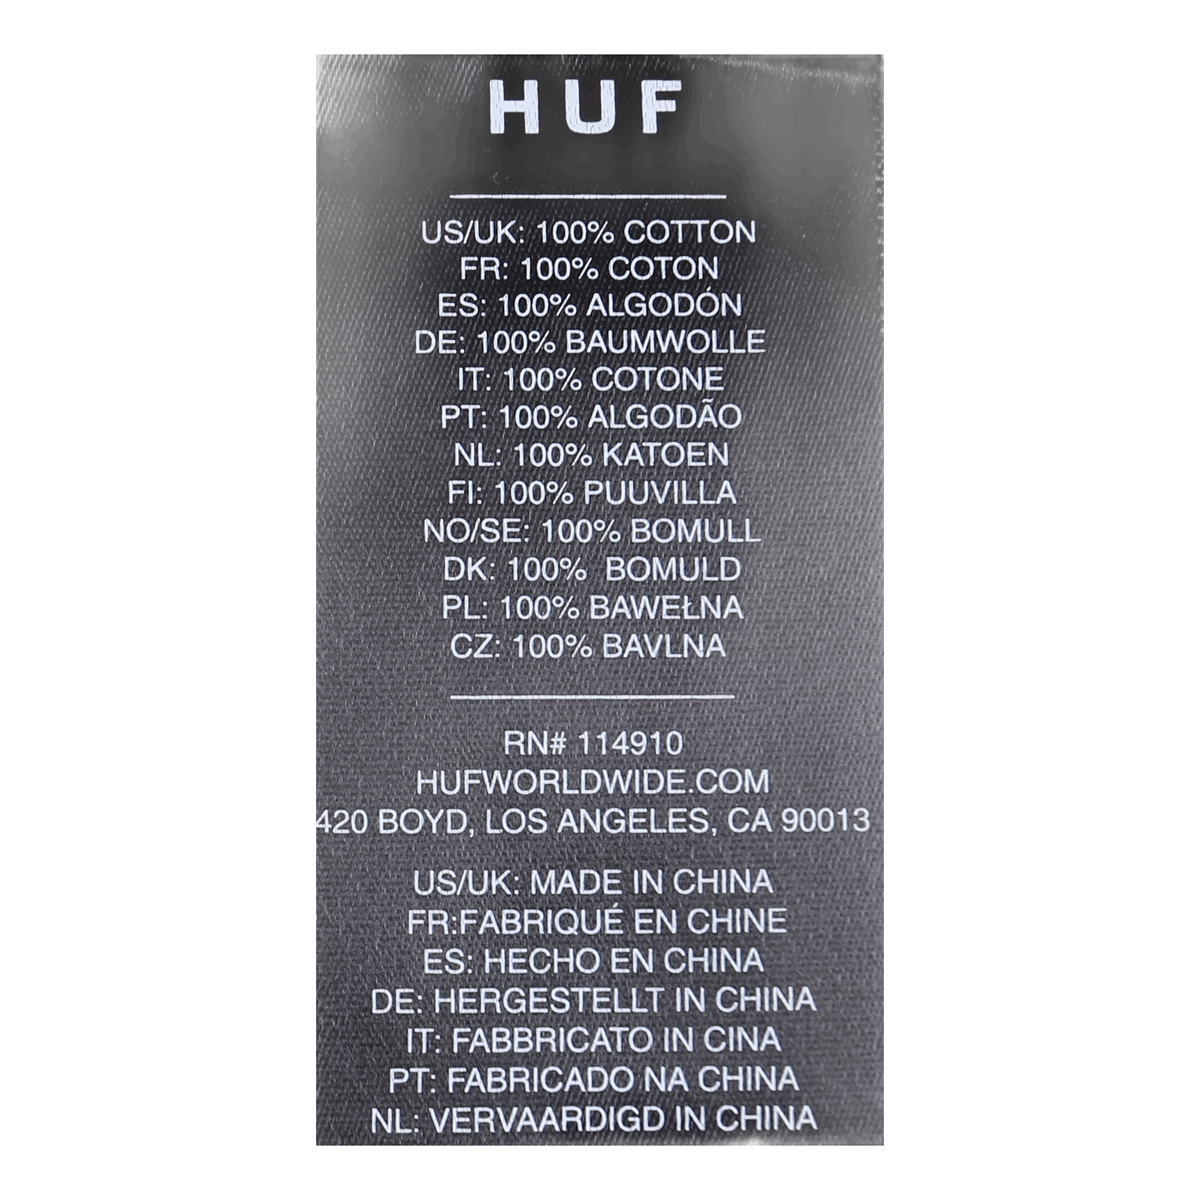 HUF
US/UK: 100% COTTON
FR: 100% COTON
ES: 100% ALGODÓN
DE: 100% BAUMWOLLE
IT: 100% COTONE
PT: 100% ALGODÃO
NL: 100% KATOEN
FI: 100% PUUVILLA
NO/SE: 100% BOMULL
DK: 100%  BOMULD
PL: 100% BAWEŁNA
CZ: 100% BAVLNA
RN# 114910
HUFWORLDWIDE.COM
420 BOYD, LOS ANGELES, CA 90013
US/UK: MADE IN CHINA
FR:FABRIQUÉ EN CHINE
ES: HECHO EN CHINA
DE: HERGESTELLT IN CHINA
IT: FABBRICATO IN CINA
PT: FABRICADO NA CHINA
NL: VERVAARDIGD IN CHINA